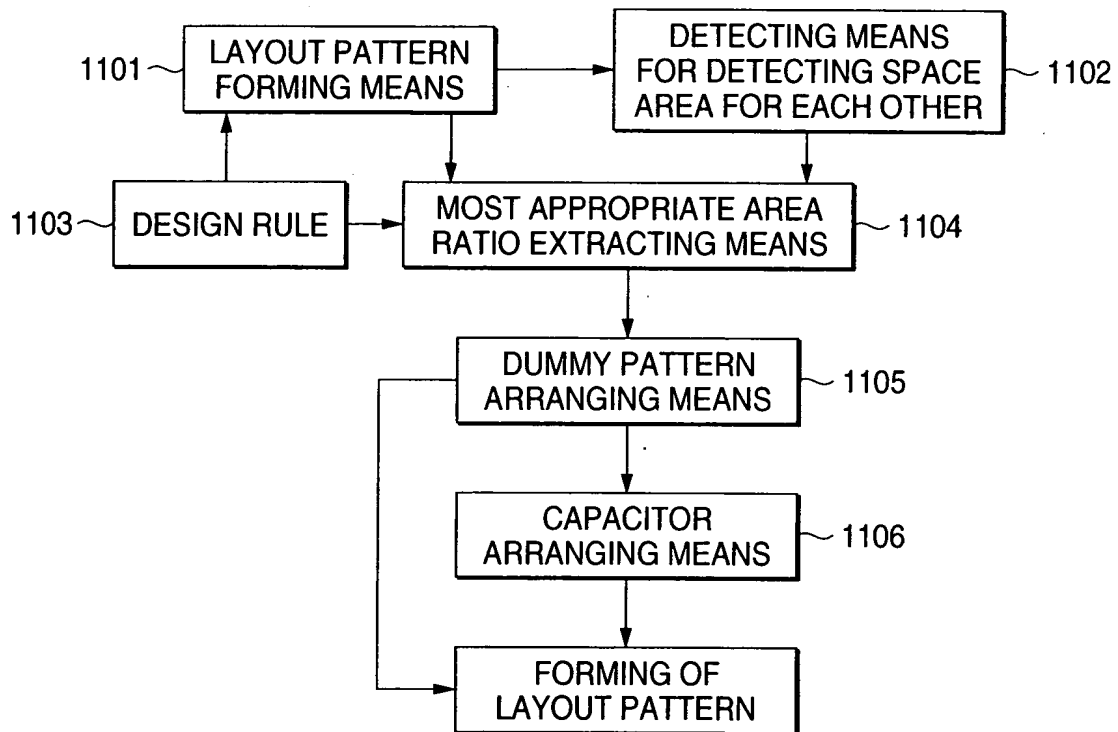 1101
LAYOUT PATTERN
FORMING MEANS
DETECTING MEANS
FOR DETECTING SPACE
AREA FOR EACH OTHER
1102
1103
DESIGN RULE
MOST APPROPRIATE AREA
RATIO EXTRACTING MEANS
1104
DUMMY PATTERN
ARRANGING MEANS
1105
CAPACITOR
ARRANGING MEANS
1106
FORMING OF
LAYOUT PATTERN